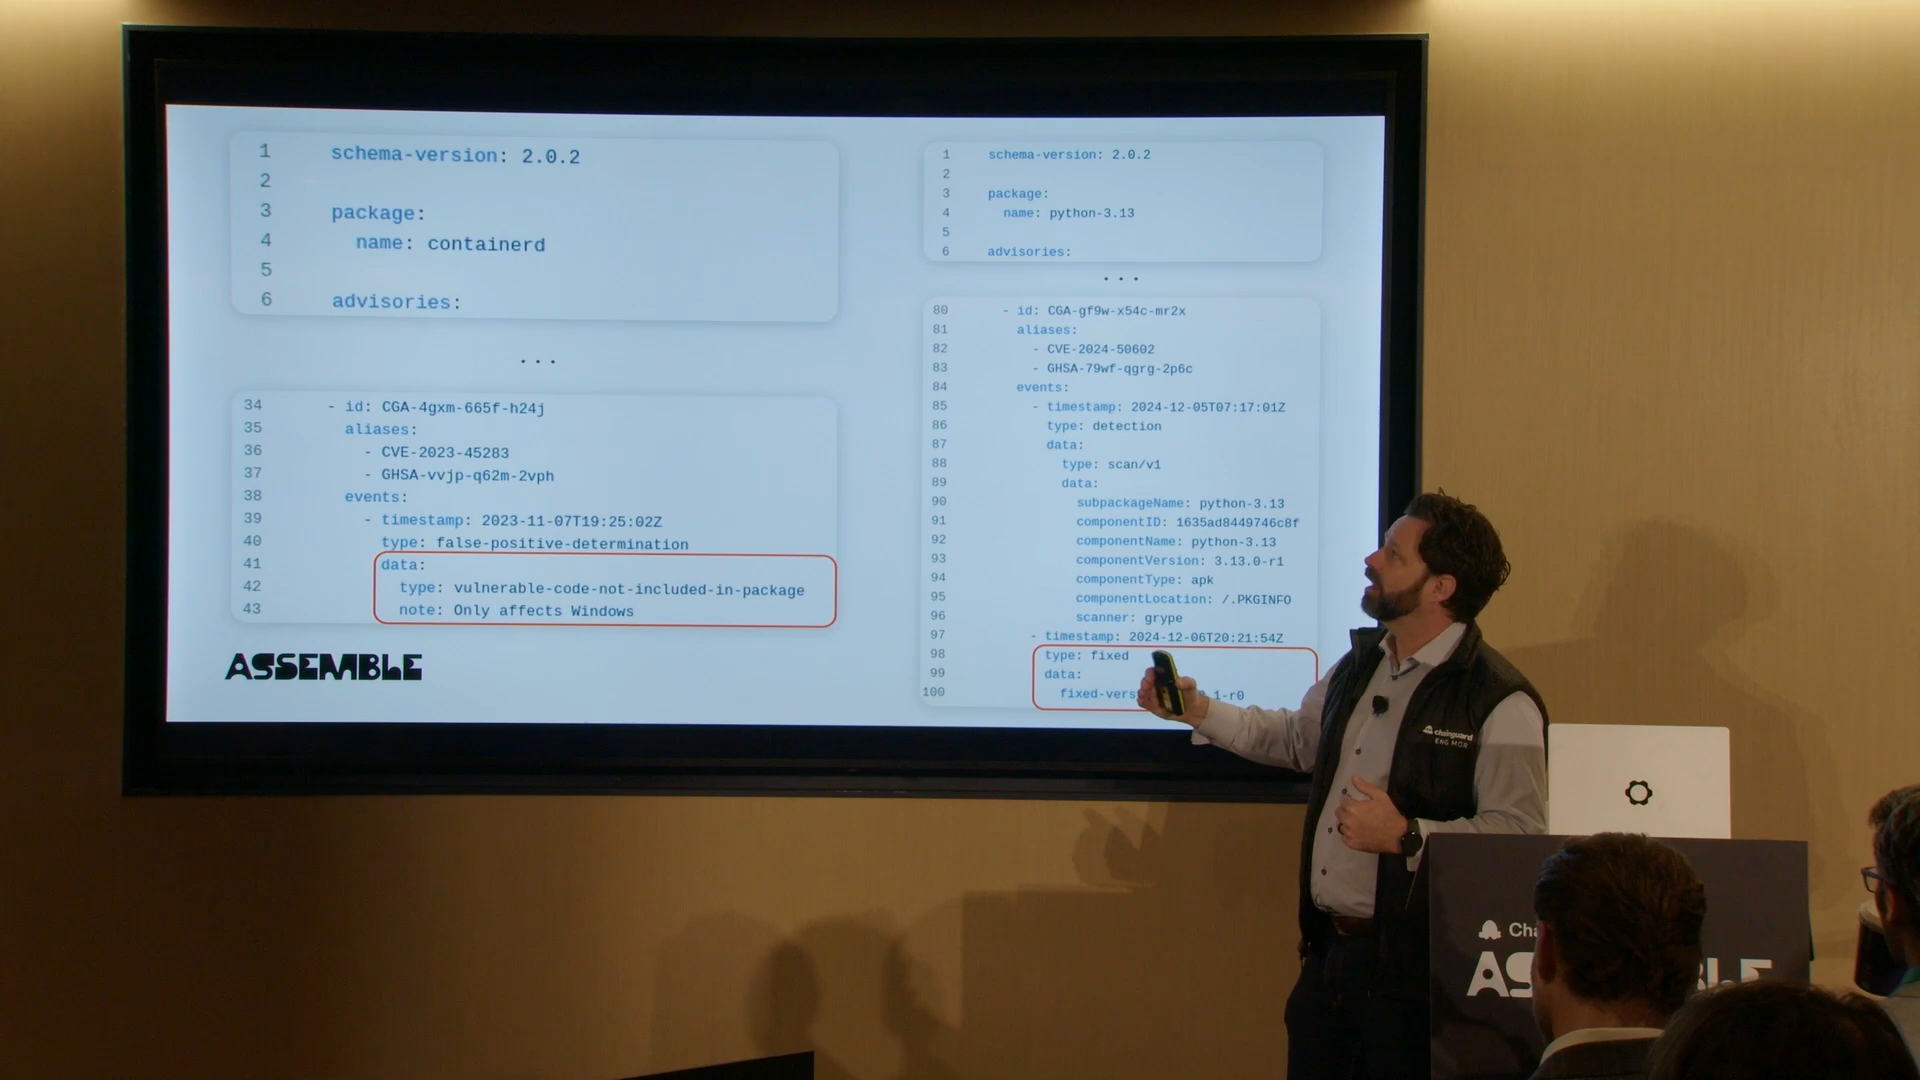 1 schema-version: 2.0.2
2
3 package:
4 name: containerd
5
6 advisories:
...
34 - id: CGA-4gxm-665f-h24j
35 aliases:
36 - CVE-2023-45283
37 - GHSA-vvjp-q62m-2vph
38 events:
39 - timestamp: 2023-11-07T19:25:02Z
40 type: false-positive-determination
41 data:
42 type: vulnerable-code-not-included-in-package
43 note: Only affects Windows
ASSEMBLE
1 schema-version: 2.0.2
2
3 package:
4 name: python-3.13
5
6 advisories:
...
80 - id: CGA-gf9w-x54c-mr2x
81 aliases:
82 - CVE-2024-50602
83 - GHSA-79wf-qgrg-2p6c
84 events:
85 - timestamp: 2024-12-05T07:17:01Z
86 type: detection
87 data:
88 type: scan/v1
89 data:
90 subpackageName: python-3.13
91 componentID: 1635ad8449746c8f
92 componentName: python-3.13
93 componentVersion: 3.13.0-r1
94 componentType: apk
95 componentLocation: /.PKGINFO
96 scanner: grype
97 - timestamp: 2024-12-06T20:21:54Z
98 type: fixed
99 data:
100 fixed-vers 1-r0
chainguard
ENG MGR